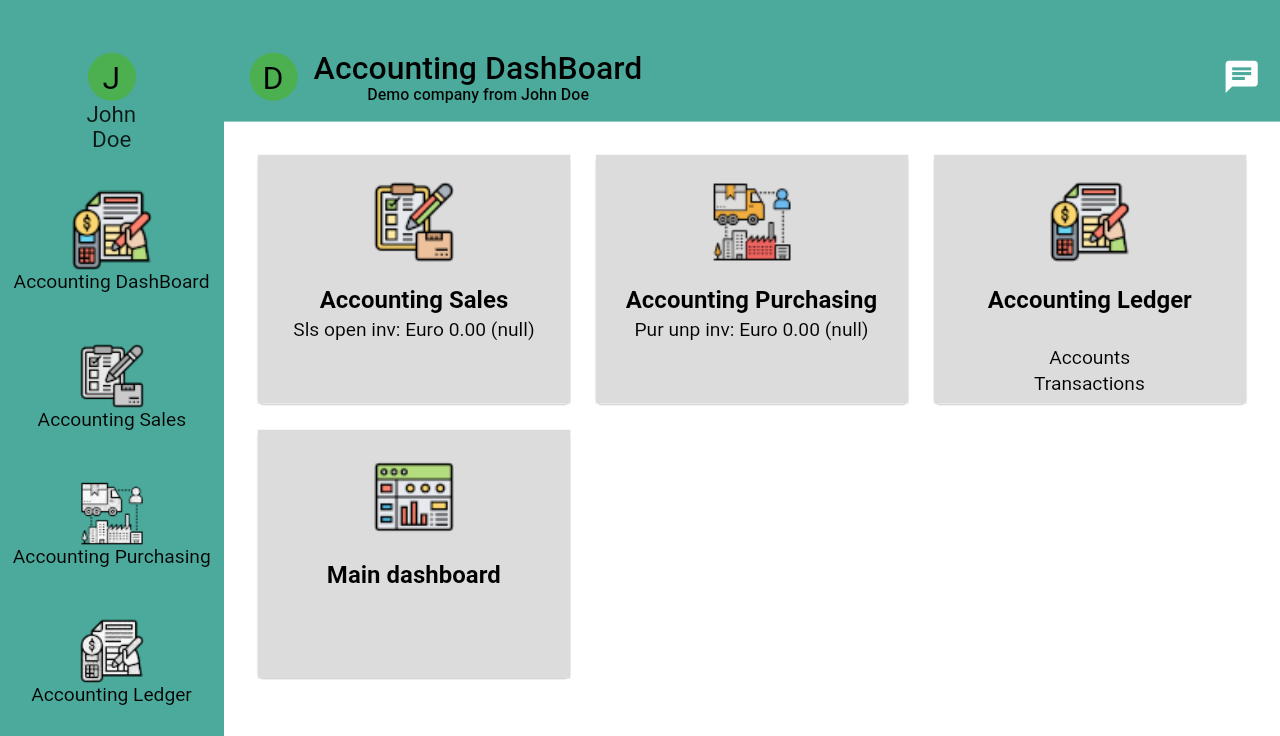 J
John
Doe
Accounting DashBoard
Accounting Sales
Accounting Purchasing
Accounting Ledger
D
Accounting DashBoard
Demo company from John Doe
Accounting Sales
Sls open inv: Euro 0.00 (null)
Accounting Purchasing
Pur unp inv: Euro 0.00 (null)
Accounting Ledger
Accounts
Transactions
Main dashboard